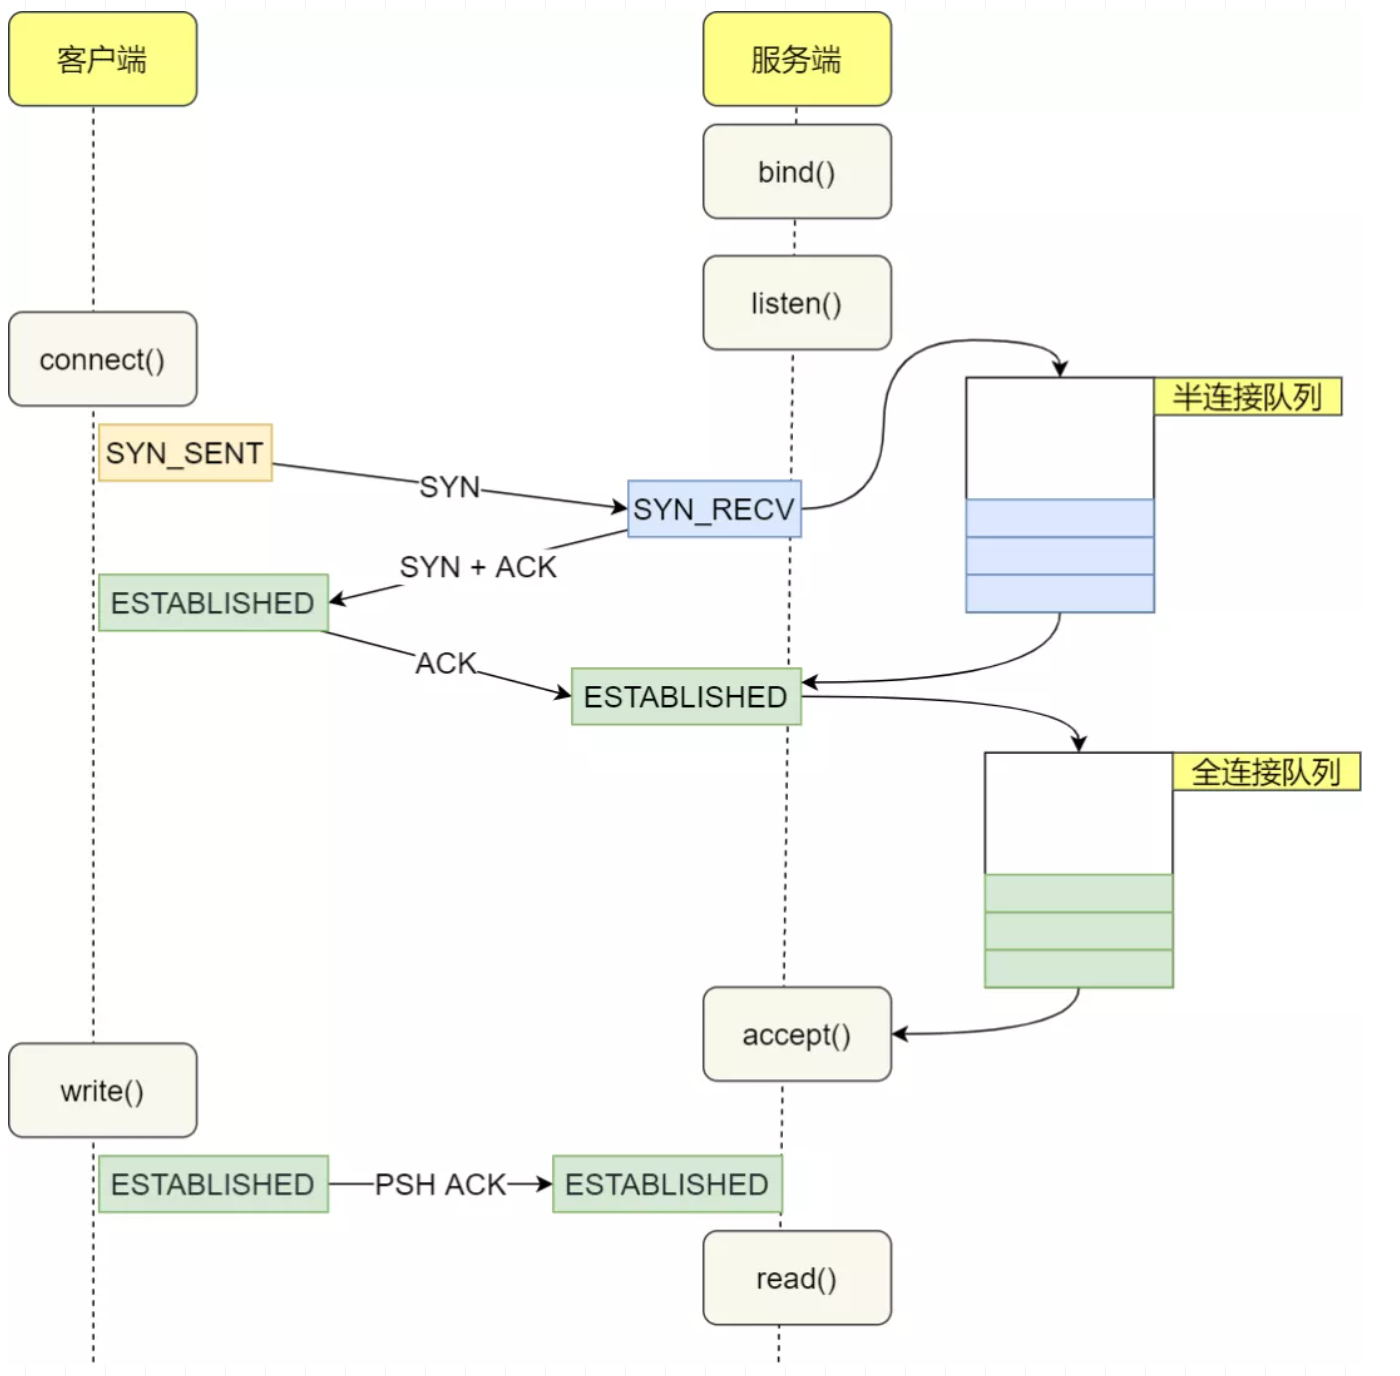 客户端
服务端
bind()
listen()
connect()
半连接队列
SYN_SENT
SYN
SYN_RECV
SYN + ACK
ESTABLISHED
ACK
ESTABLISHED
全连接队列
accept()
write()
ESTABLISHED
PSH ACK
ESTABLISHED
read()